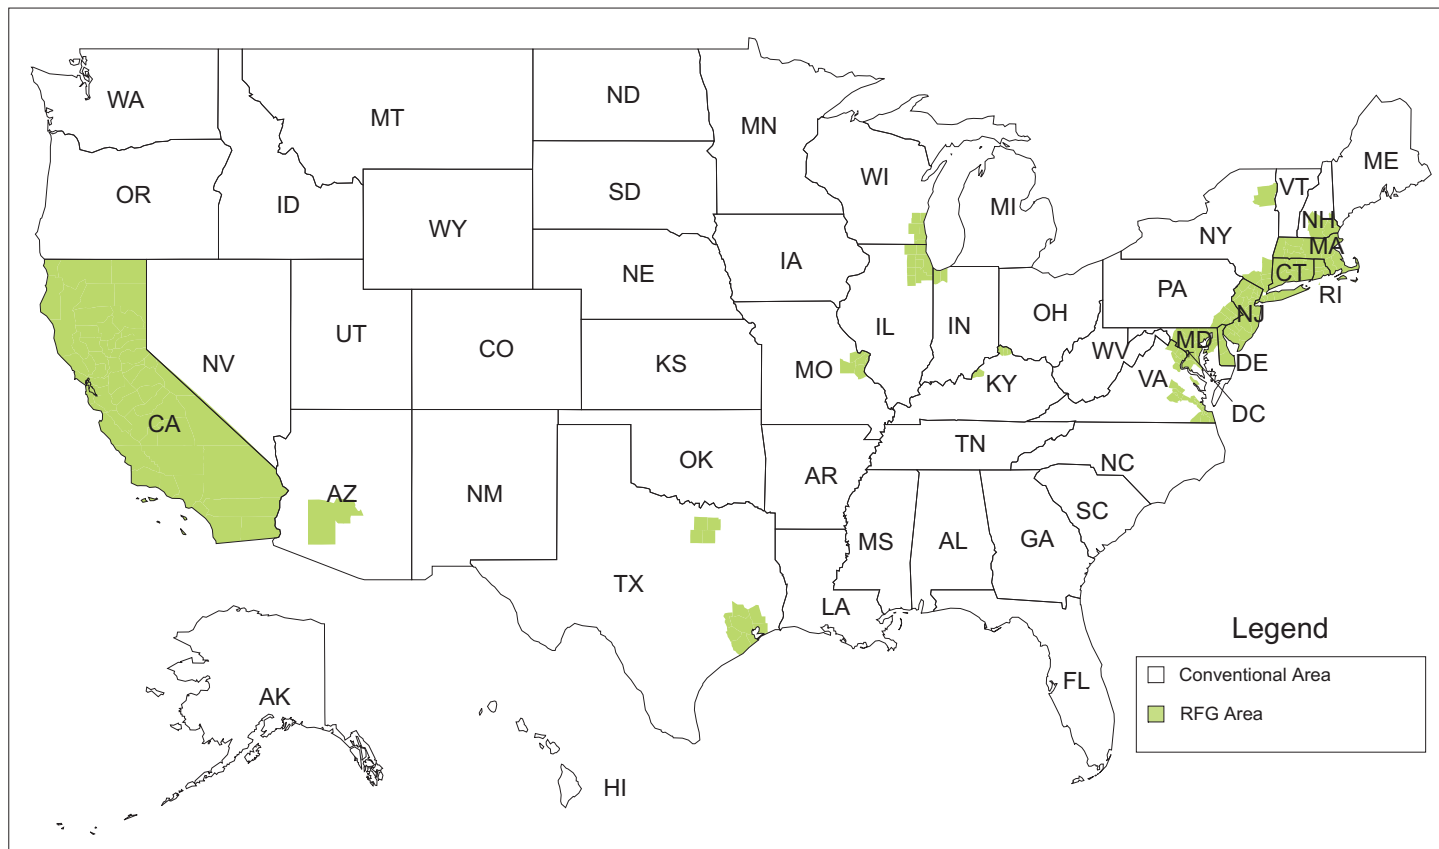 WA
MT
ND
MN
OR
ID
SD
WI
MI
ME
VT
NH
WY
NY
MA
IA
NE
CT
PA
RI
NV
UT
CO
IL
IN
OH
NJ
MD
WV
DE
KS
MO
KY
VA
DC
CA
TN
NC
OK
AR
AZ
NM
SC
MS
AL
GA
TX
LA
FL
AK
HI
Legend
Conventional Area
RFG Area